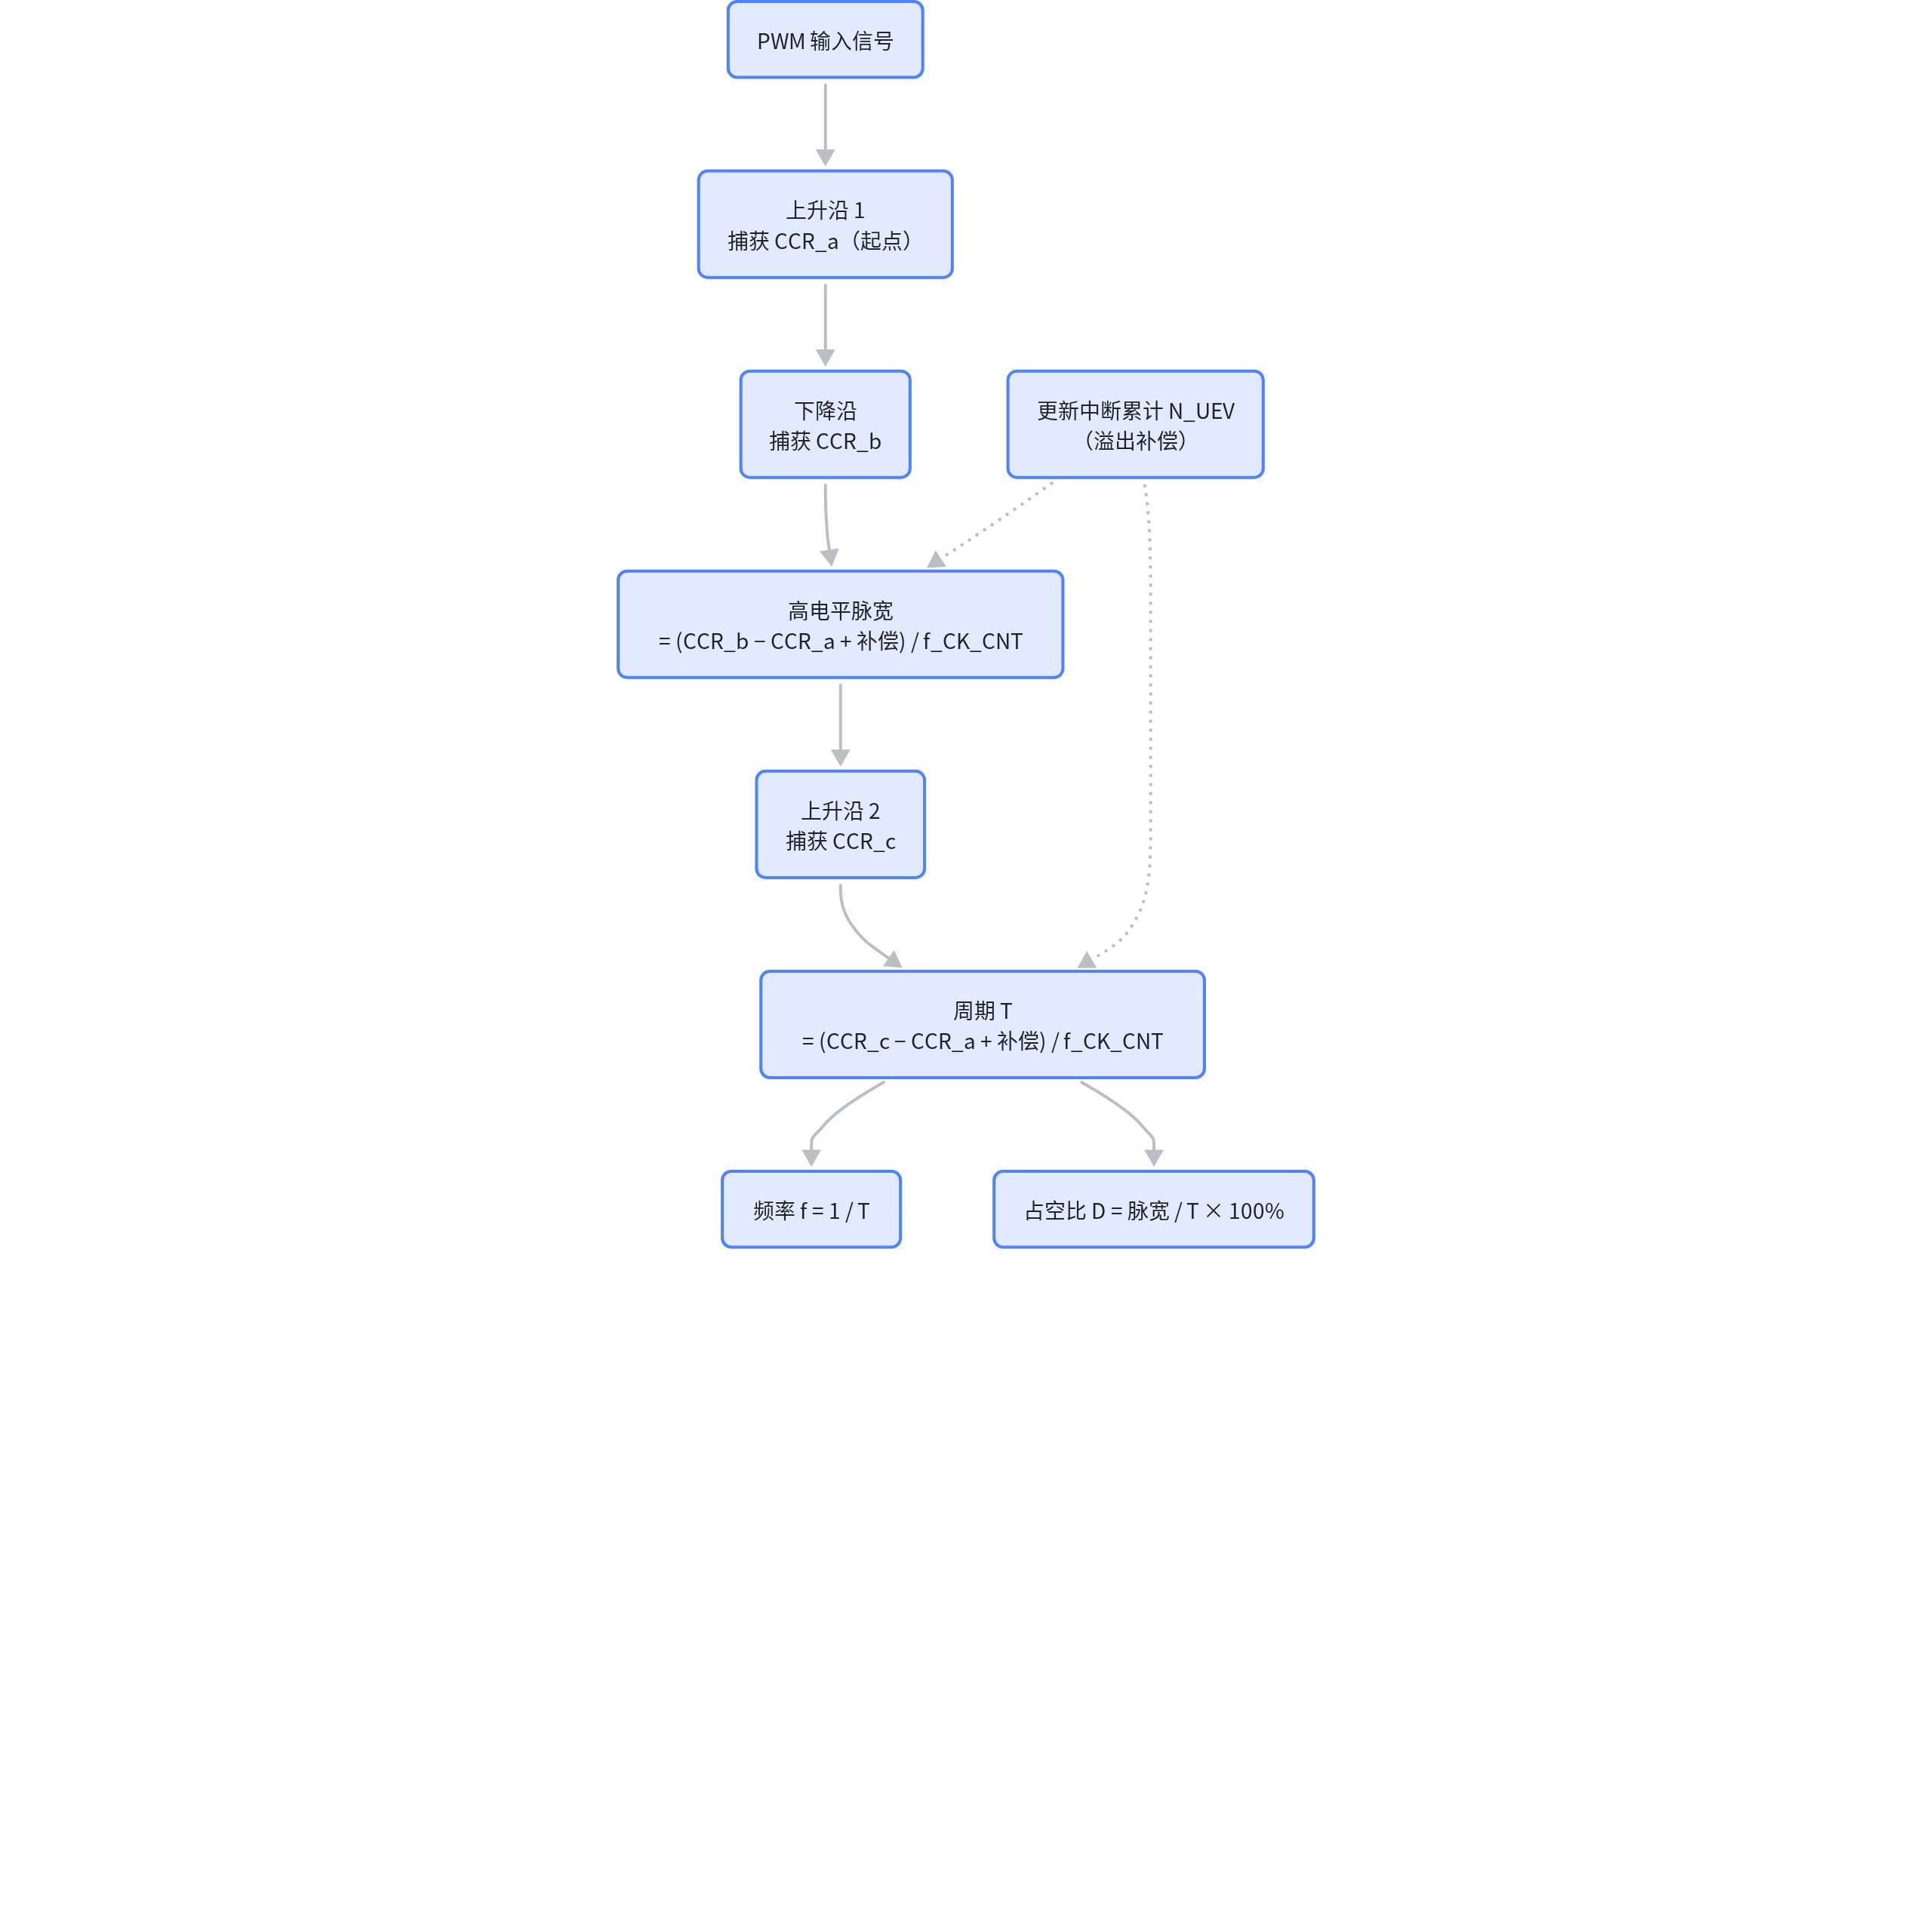 PWM 输入信号
上升沿 1
捕获 CCR_a（起点）
下降沿
捕获 CCR_b
更新中断累计 N_UEV
（溢出补偿）
高电平脉宽
= (CCR_b − CCR_a + 补偿) / f_CK_CNT
上升沿 2
捕获 CCR_c
周期 T
= (CCR_c − CCR_a + 补偿) / f_CK_CNT
频率 f = 1 / T
占空比 D = 脉宽 / T × 100%